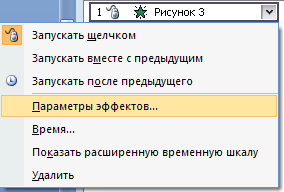 1 Рисунок 3
Запускать щелчком
Запускать вместе с предыдущим
Запускать после предыдущего
Параметры эффектов...
Время...
Показать расширенную временную шкалу
Удалить